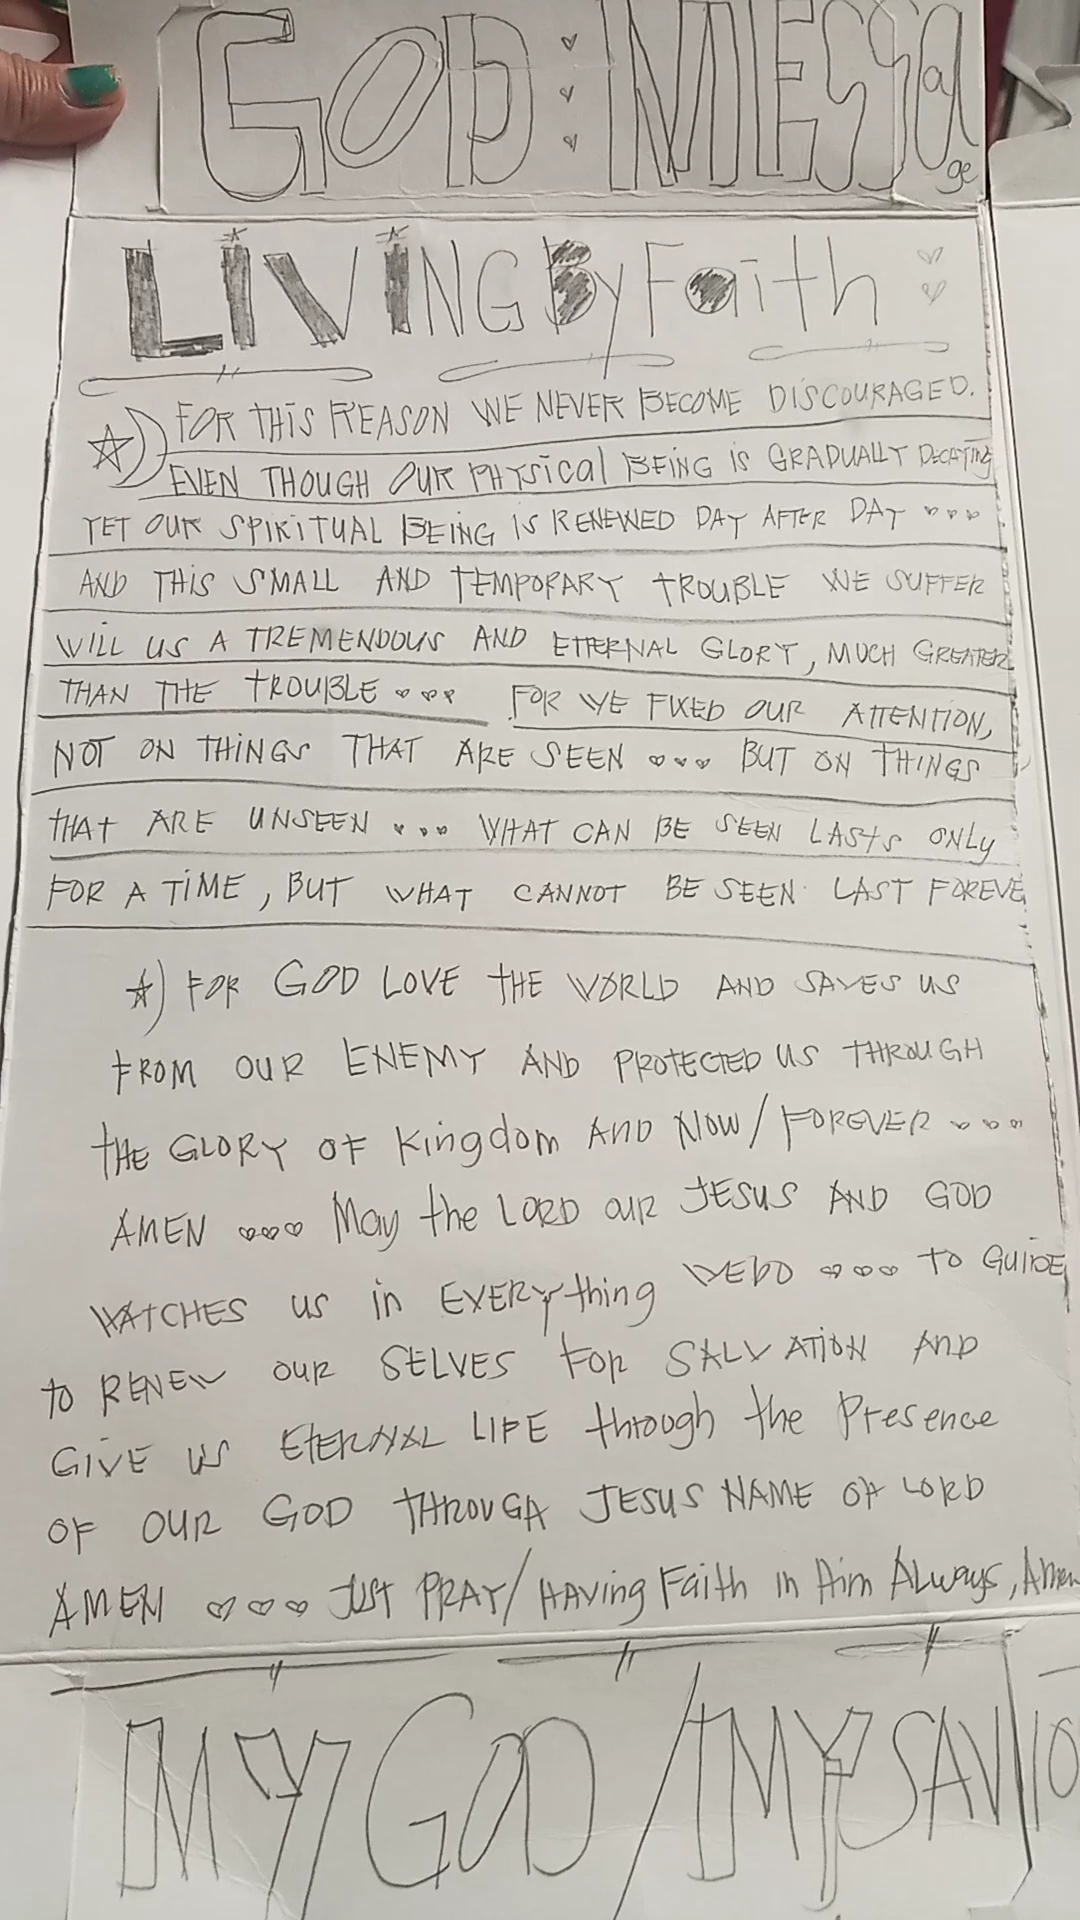 GOD: MESSage
LIVING By Faith
FOR THIS REASON WE NEVER BECOME DISCOURAGED.
EVEN THOUGH OUR PHYSical BEING IS GRADUALLY DECAYING
YET OUR SPIRITUAL BEING IS RENEWED DAY AFTER DAY
AND THIS SMALL AND TEMPORARY TROUBLE WE SUFFER
WILL US A TREMENDOUS AND ETERNAL GLORY, MUCH GREATER
THAN THE TROUBLE... FOR WE FIXED OUR ATTENTION,
NOT ON THINGS THAT ARE SEEN ... BUT ON THINGS
THAT ARE UNSEEN ... WHAT CAN BE SEEN LASTS ONLY
FOR A TIME, BUT WHAT CANNOT BE SEEN LAST FOREVE
FOR GOD LOVE THE WORLD AND SAVES US
FROM OUR ENEMY AND PROTECTED US THROUGH
THE GLORY OF Kingdom AND NOW/FOREVER
AMEN May the LORD OUR JESUS AND GOD
WATCHES US in EVERYthing WE DO TO GUIDE
TO RENEW OUR SELVES FOR SALVATION AND
GIVE US ETERNAL LIFE through the Presence
OF OUR GOD THROUGH JESUS NAME OF LORD
AMEN JUST PRAY/HAVING Faith in Him Always, Amen
MY GOD/MY SAVIO